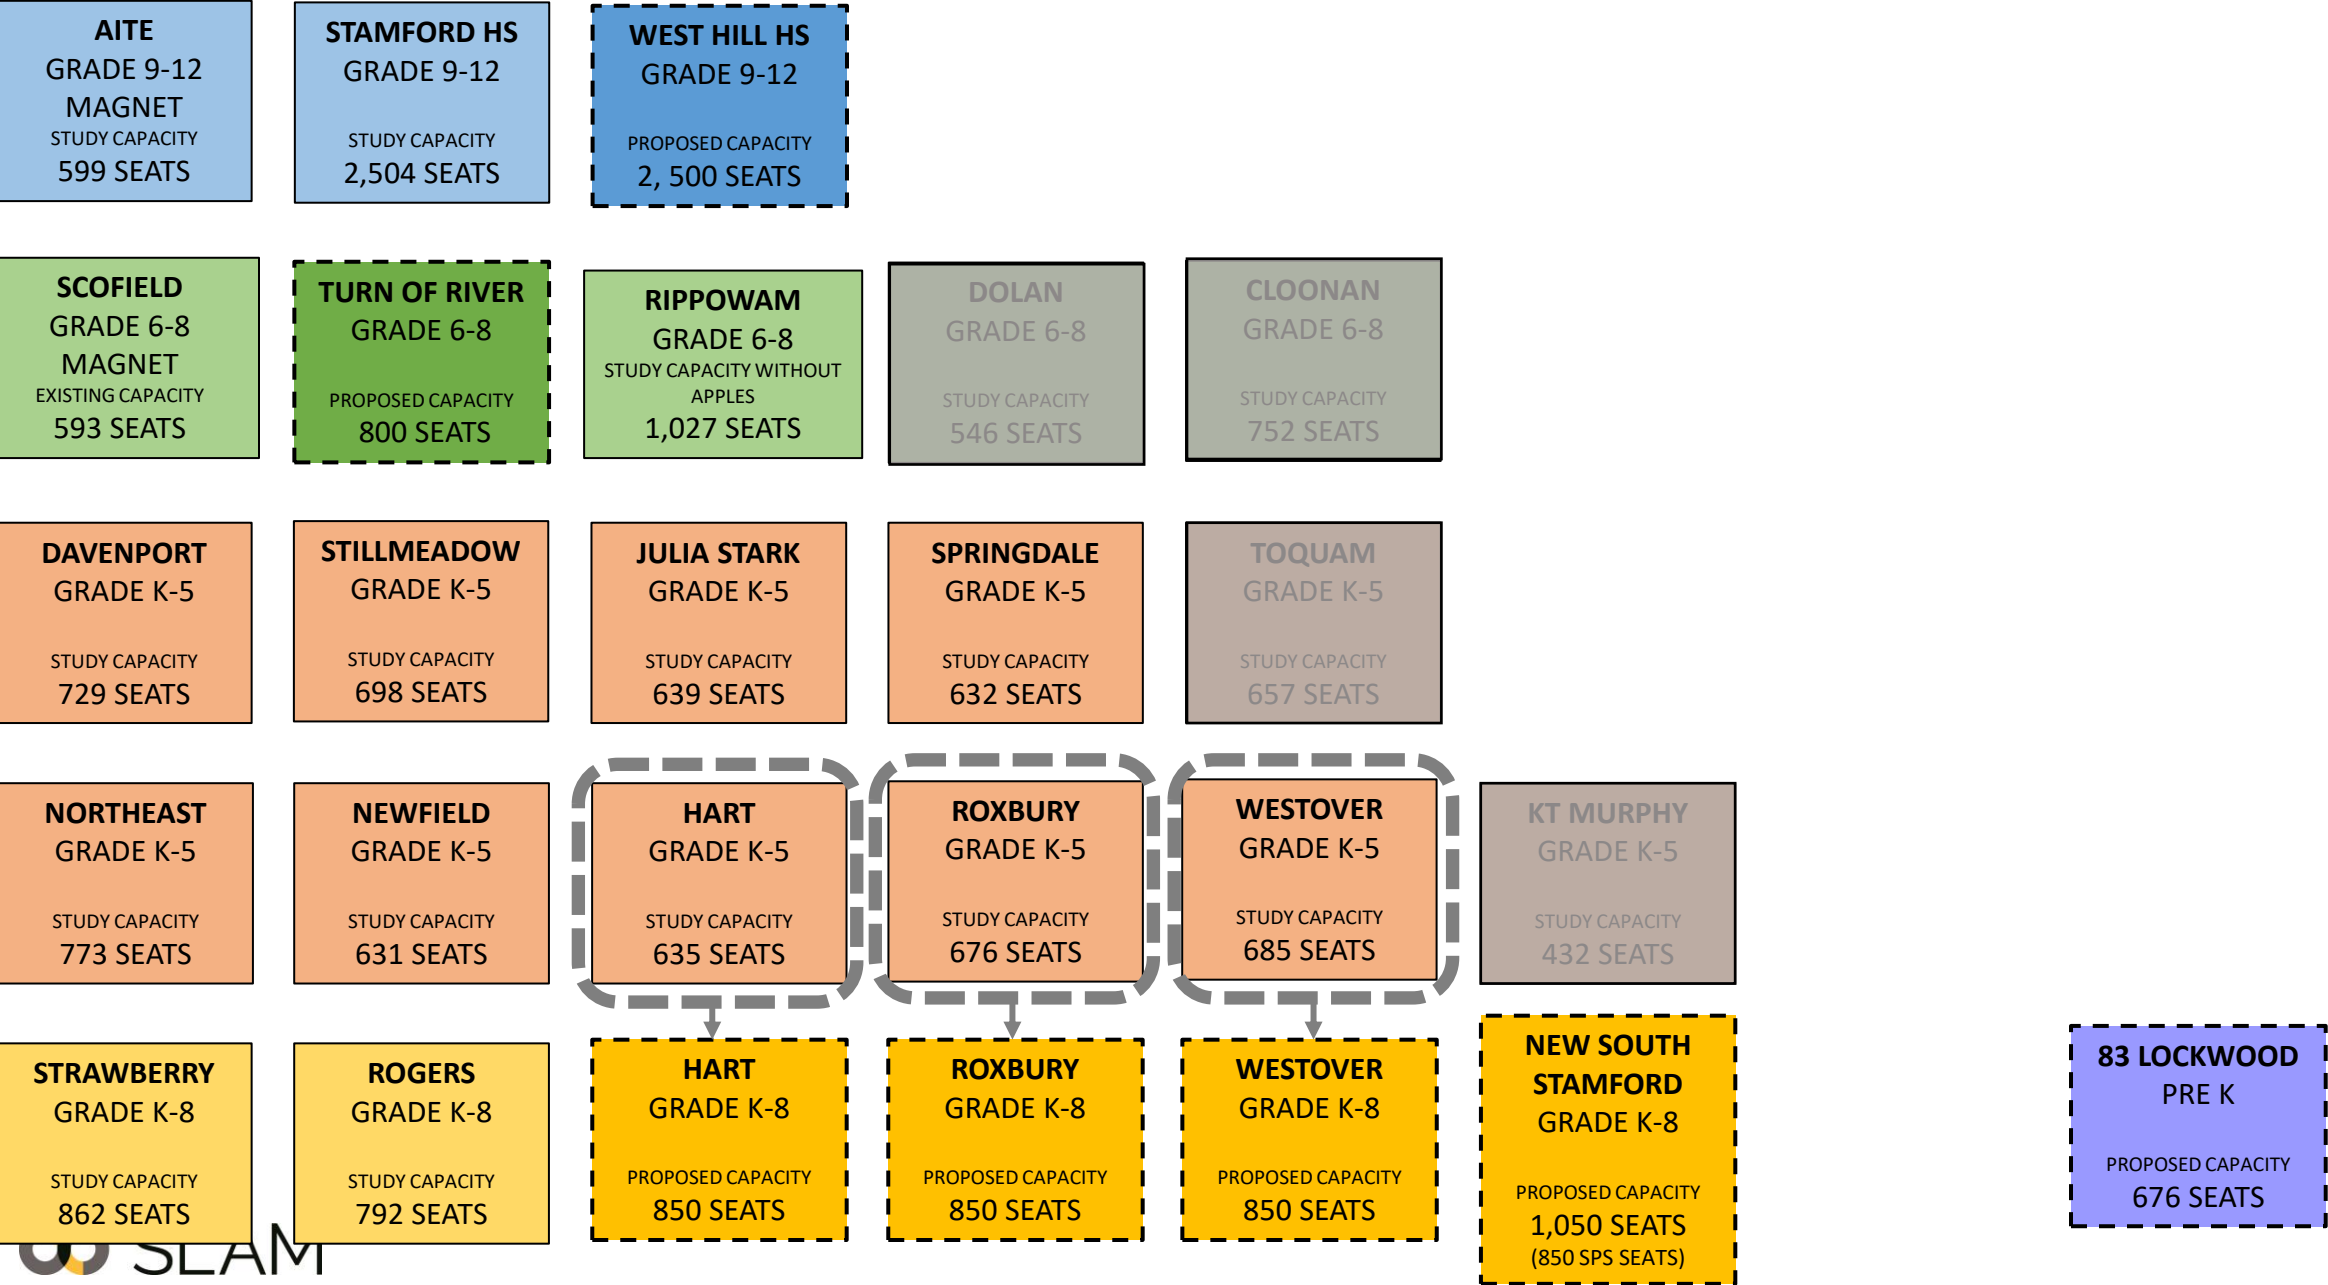 AITE
GRADE 9-12
MAGNET
STUDY CAPACITY
599 SEATS
STAMFORD HS
GRADE 9-12
STUDY CAPACITY
2,504 SEATS
WEST HILL HS
GRADE 9-12
PROPOSED CAPACITY
2, 500 SEATS
SCOFIELD
GRADE 6-8
MAGNET
EXISTING CAPACITY
593 SEATS
TURN OF RIVER
GRADE 6-8
PROPOSED CAPACITY
800 SEATS
RIPPOWAM
GRADE 6-8
STUDY CAPACITY WITHOUT
APPLES
1,027 SEATS
DOLAN
GRADE 6-8
STUDY CAPACITY
546 SEATS
CLOONAN
GRADE 6-8
STUDY CAPACITY
752 SEATS
DAVENPORT
GRADE K-5
STUDY CAPACITY
729 SEATS
STILLMEADOW
GRADE K-5
STUDY CAPACITY
698 SEATS
JULIA STARK
GRADE K-5
STUDY CAPACITY
639 SEATS
SPRINGDALE
GRADE K-5
STUDY CAPACITY
632 SEATS
TOQUAM
GRADE K-5
STUDY CAPACITY
657 SEATS
NORTHEAST
GRADE K-5
STUDY CAPACITY
773 SEATS
NEWFIELD
GRADE K-5
STUDY CAPACITY
631 SEATS
HART
GRADE K-5
STUDY CAPACITY
635 SEATS
ROXBURY
GRADE K-5
STUDY CAPACITY
676 SEATS
WESTOVER
GRADE K-5
STUDY CAPACITY
685 SEATS
KT MURPHY
GRADE K-5
STUDY CAPACITY
432 SEATS
STRAWBERRY
GRADE K-8
STUDY CAPACITY
862 SEATS
ROGERS
GRADE K-8
STUDY CAPACITY
792 SEATS
HART
GRADE K-8
PROPOSED CAPACITY
850 SEATS
ROXBURY
GRADE K-8
PROPOSED CAPACITY
850 SEATS
WESTOVER
GRADE K-8
PROPOSED CAPACITY
850 SEATS
NEW SOUTH
STAMFORD
GRADE K-8
PROPOSED CAPACITY
1,050 SEATS
(850 SPS SEATS)
83 LOCKWOOD
PRE K
PROPOSED CAPACITY
676 SEATS
SLAM